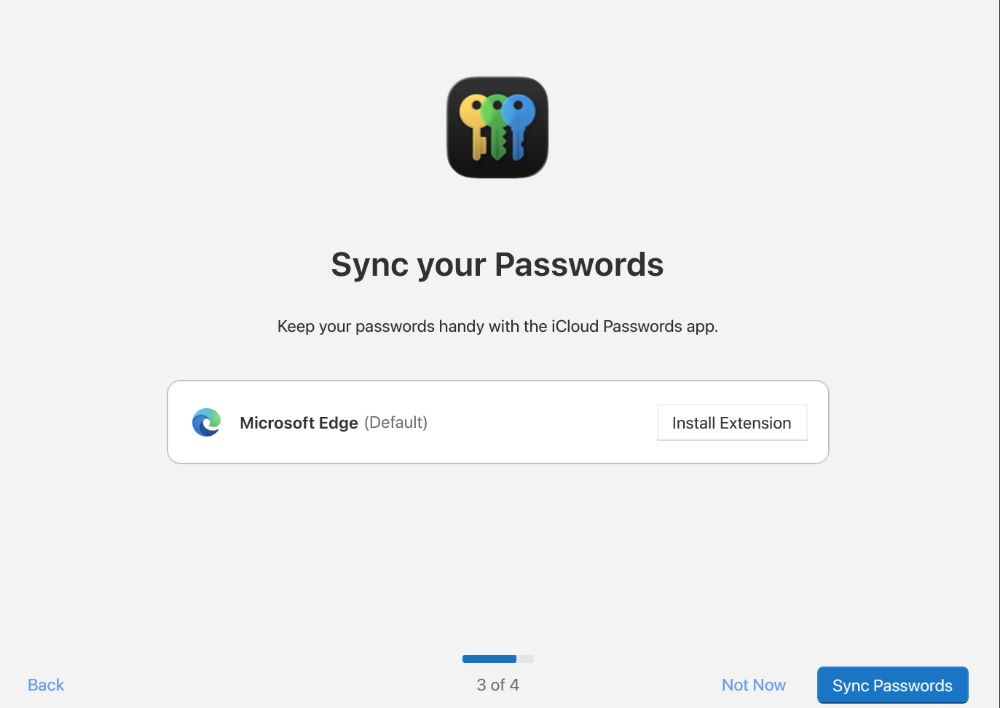 Sync your Passwords
Keep your passwords handy with the iCloud Passwords app.
Microsoft Edge (Default)
Install Extension
Back
3 of 4
Not Now
Sync Passwords